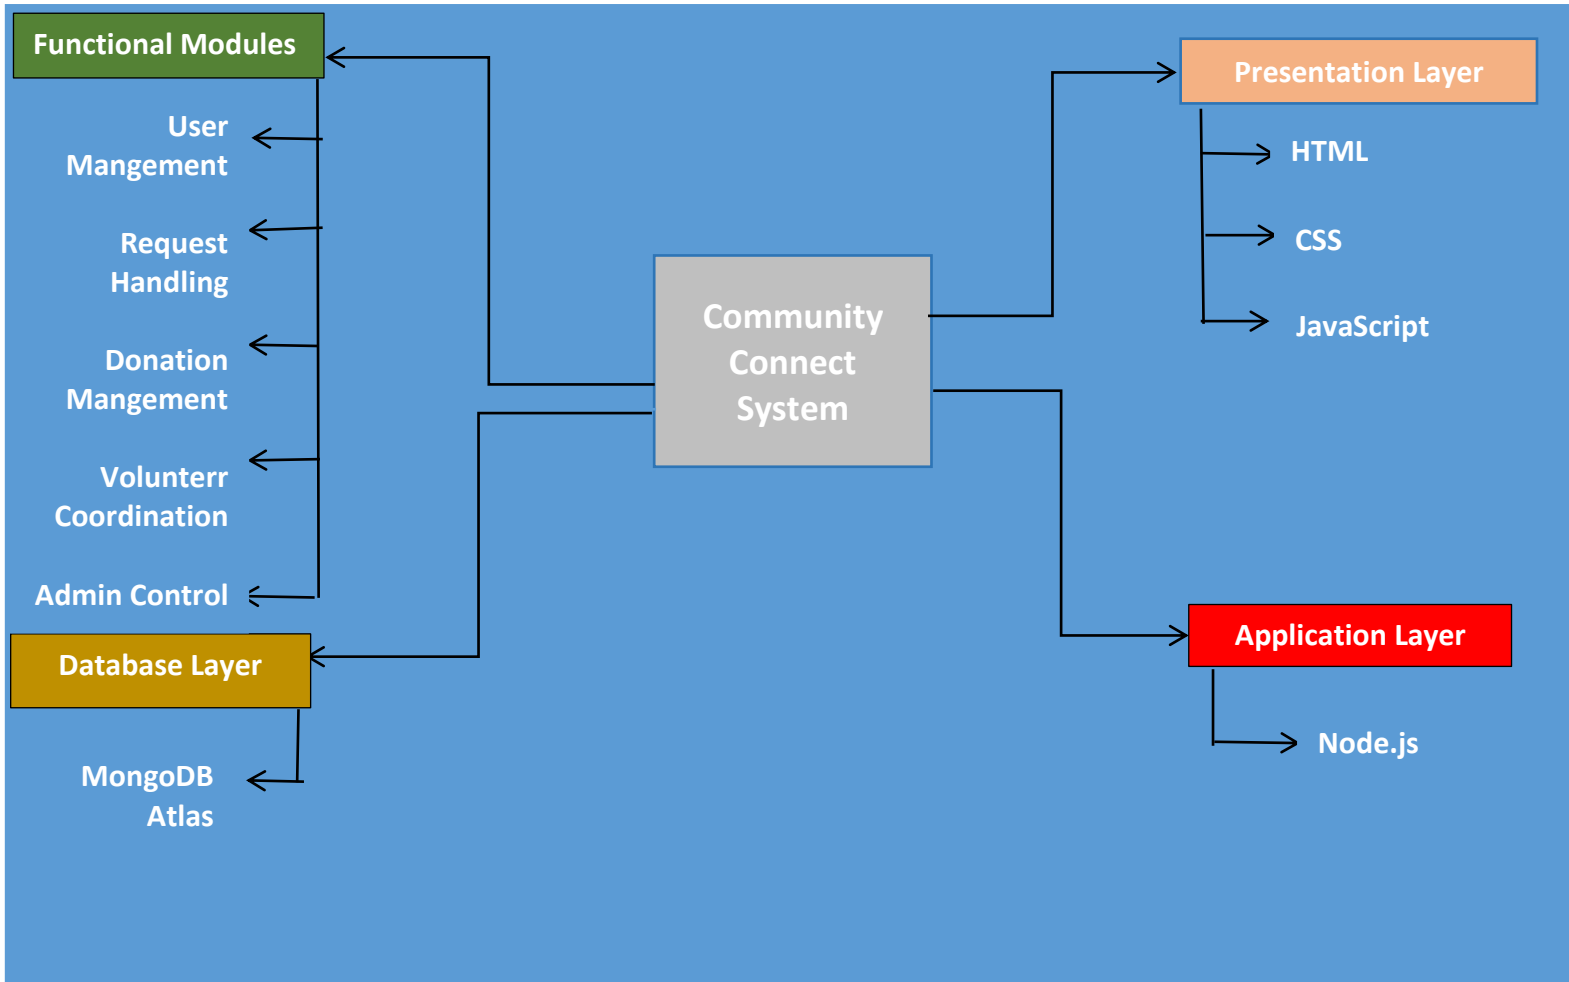 Functional Modules
User
Mangement
Request
Handling
Donation
Mangement
Volunterr
Coordination
Admin Control
Database Layer
MongoDB
Atlas
Community
Connect
System
Presentation Layer
HTML
CSS
JavaScript
Application Layer
Node.js